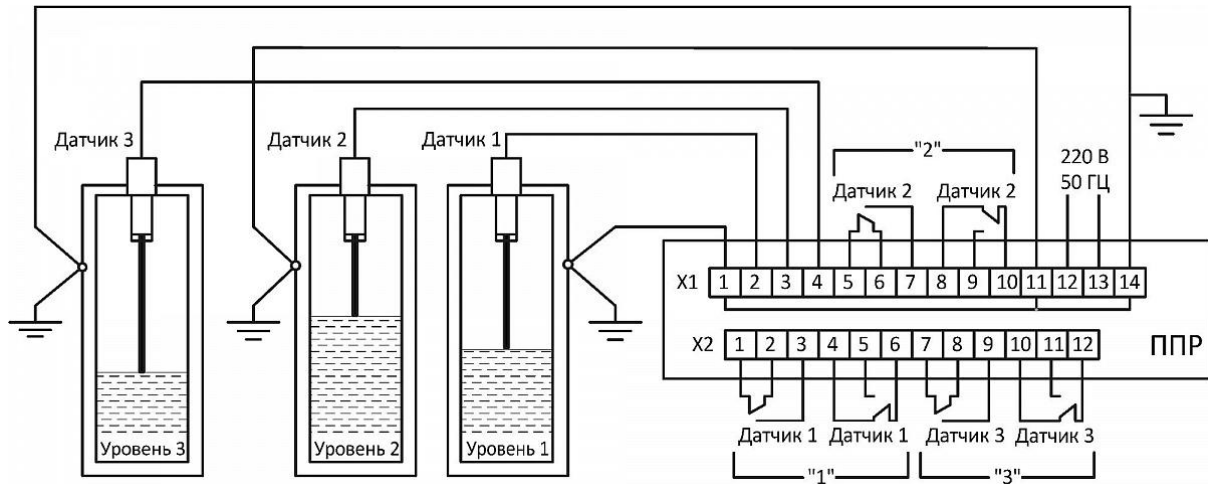 Датчик 3
Датчик 2
Датчик 1
"2"
Датчик 2
Датчик 2
220 В
50 ГЦ
X1
1 2 3 4 5 6 7 8 9 10 11 12 13 14
X2
1 2 3 4 5 6 7 8 9 10 11 12
ППР
Датчик 1
Датчик 1
Датчик 3
Датчик 3
"1"
"3"
Уровень 3
Уровень 2
Уровень 1